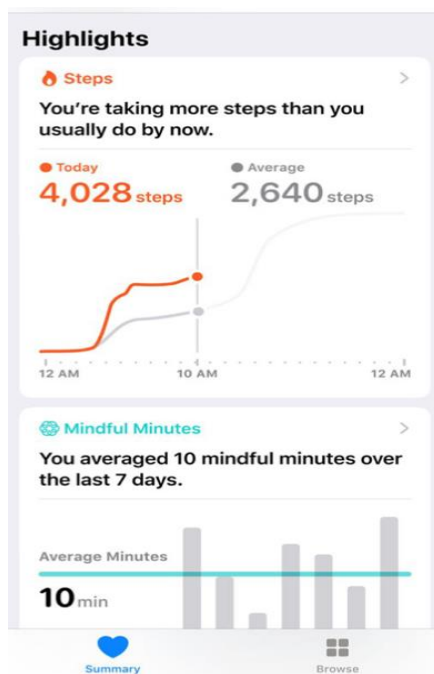 Highlights
Steps
You’re taking more steps than you
usually do by now.
Today
Average
4,028 steps
2,640 steps
12 AM
10 AM
12 AM
Mindful Minutes
You averaged 10 mindful minutes over
the last 7 days.
Average Minutes
10 min
Summary
Browse